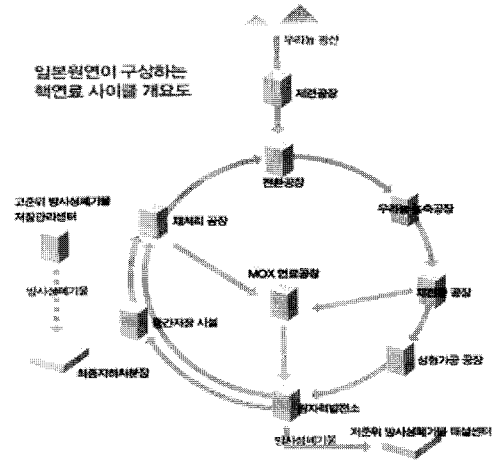 우라늄 광산
일본원연이 구상하는
핵연료 사이클 개요도
제련공장
전환공장
고준위 방사성폐기물
저장관리센터
재처리 공장
우라늄농축공장
MOX 연료공장
방사성폐기물
재전환 공장
중간저장 시설
성형가공 공장
최종지하처분장
원자력발전소
방사성폐기물
저준위 방사성폐기물 매설센터